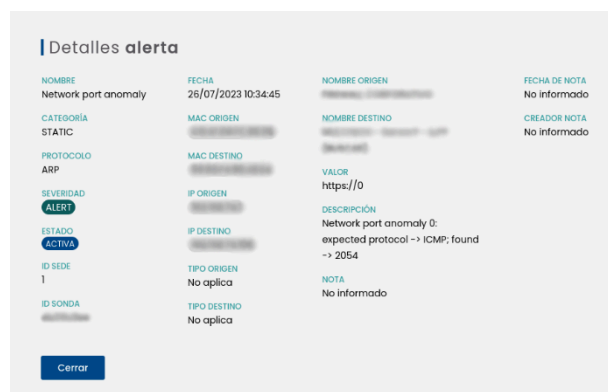 Detalles alerta
NOMBRE
Network port anomaly
CATEGORÍA
STATIC
PROTOCOLO
ARP
SEVERIDAD
ALERT
ESTADO
ACTIVA
ID SEDE
1
ID SONDA
FECHA
26/07/2023 10:34:45
MAC ORIGEN
MAC DESTINO
IP ORIGEN
IP DESTINO
TIPO ORIGEN
No aplica
TIPO DESTINO
No aplica
NOMBRE ORIGEN
NOMBRE DESTINO
VALOR
https://0
DESCRIPCIÓN
Network port anomaly 0:
expected protocol -> ICMP; found
-> 2054
NOTA
No informado
FECHA DE NOTA
No informado
CREADOR NOTA
No informado
Cerrar